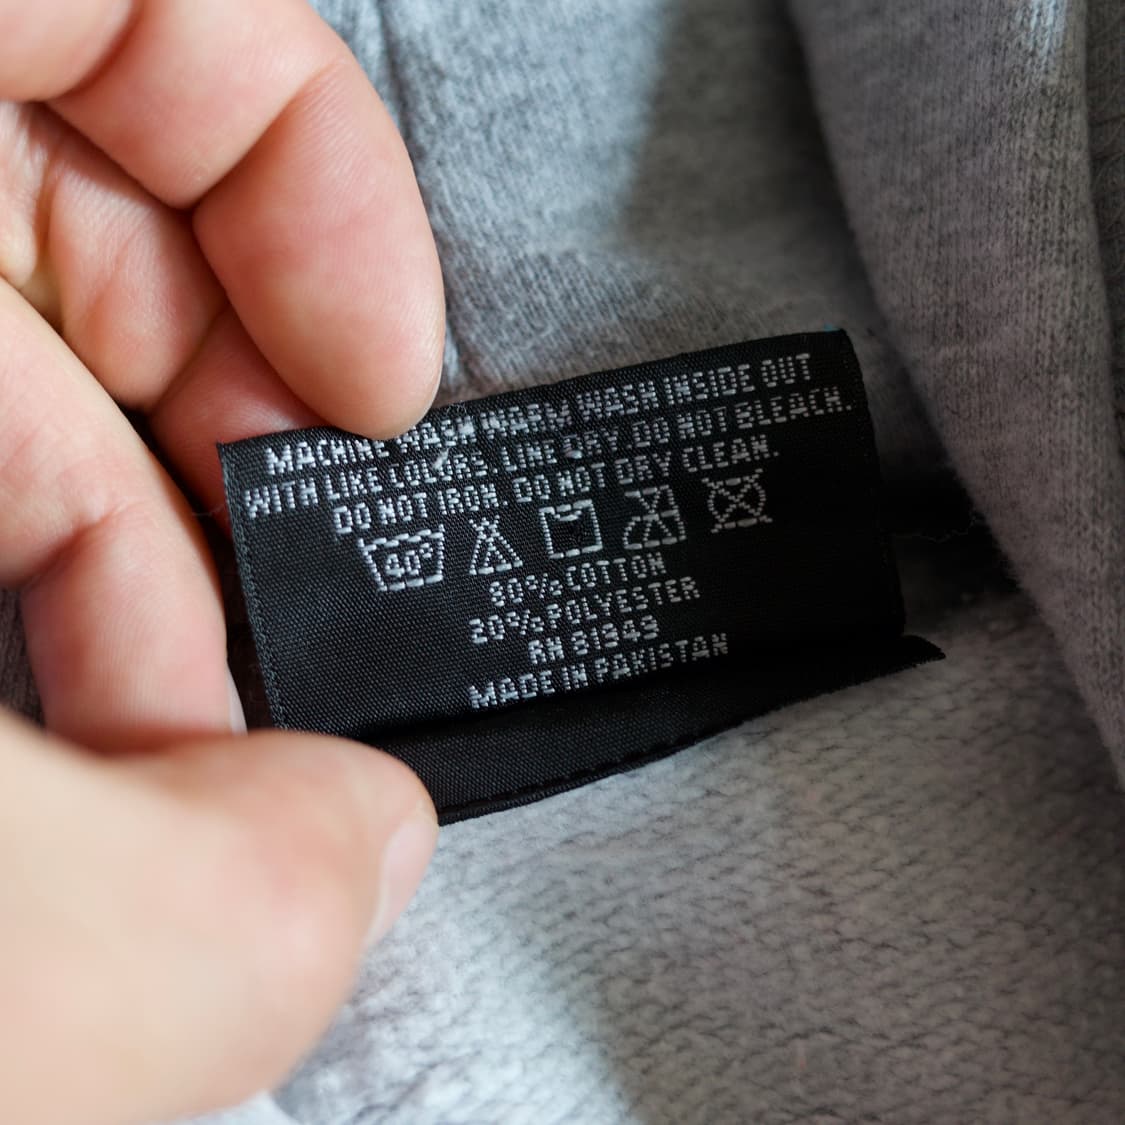 MACHINE WASH WARM WASH INSIDE OUT
WITH LIKE COLORS. LINE DRY. DO NOT BLEACH.
DO NOT IRON. DO NOT DRY CLEAN.
40°
80% COTTON
20% POLYESTER
RN 81949
MADE IN PAKISTAN